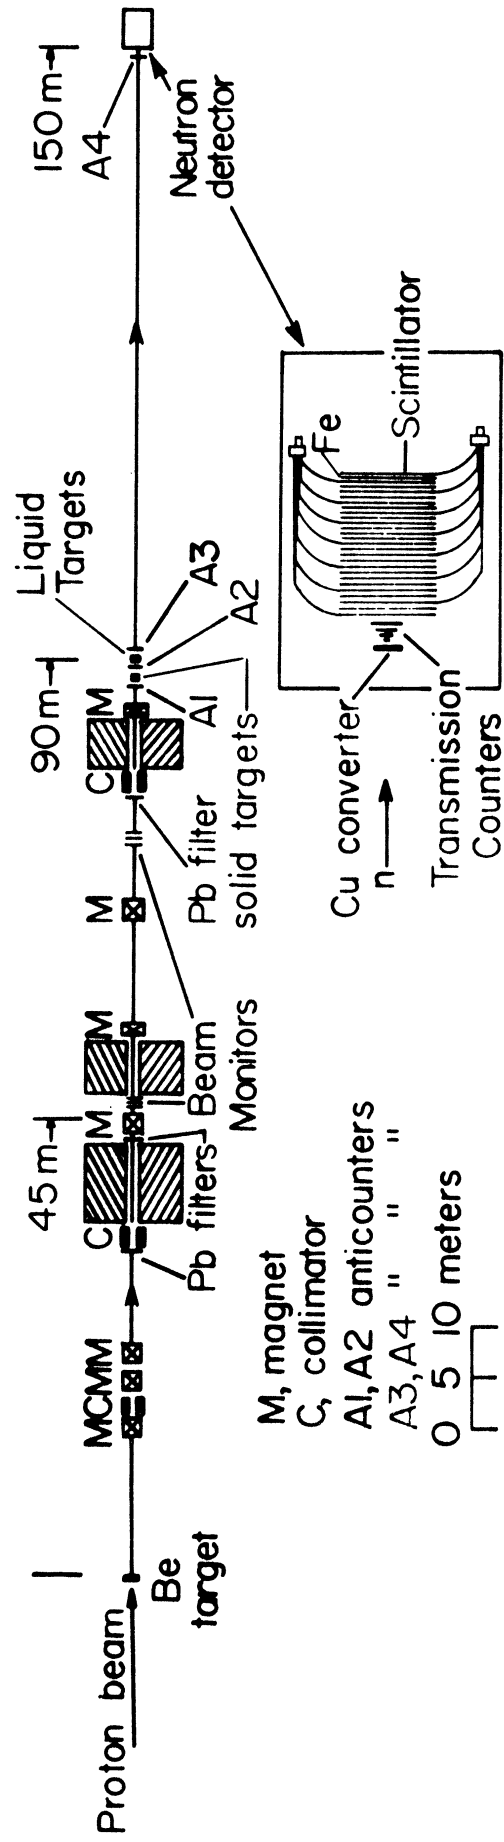 Proton beam
Be
target
MCMM
45 m
C
M
M
M
90 m
C
M
Liquid
Targets
150 m
A4
Pb filters
Beam
Monitors
Pb filter
solid targets
A1
A2
A3
Neutron
detector
M, magnet
C, collimator
A1, A2 anticounters
A3, A4 " " "
0 5 10 meters
Cu converter
n
Transmission
Counters
Fe
Scintillator